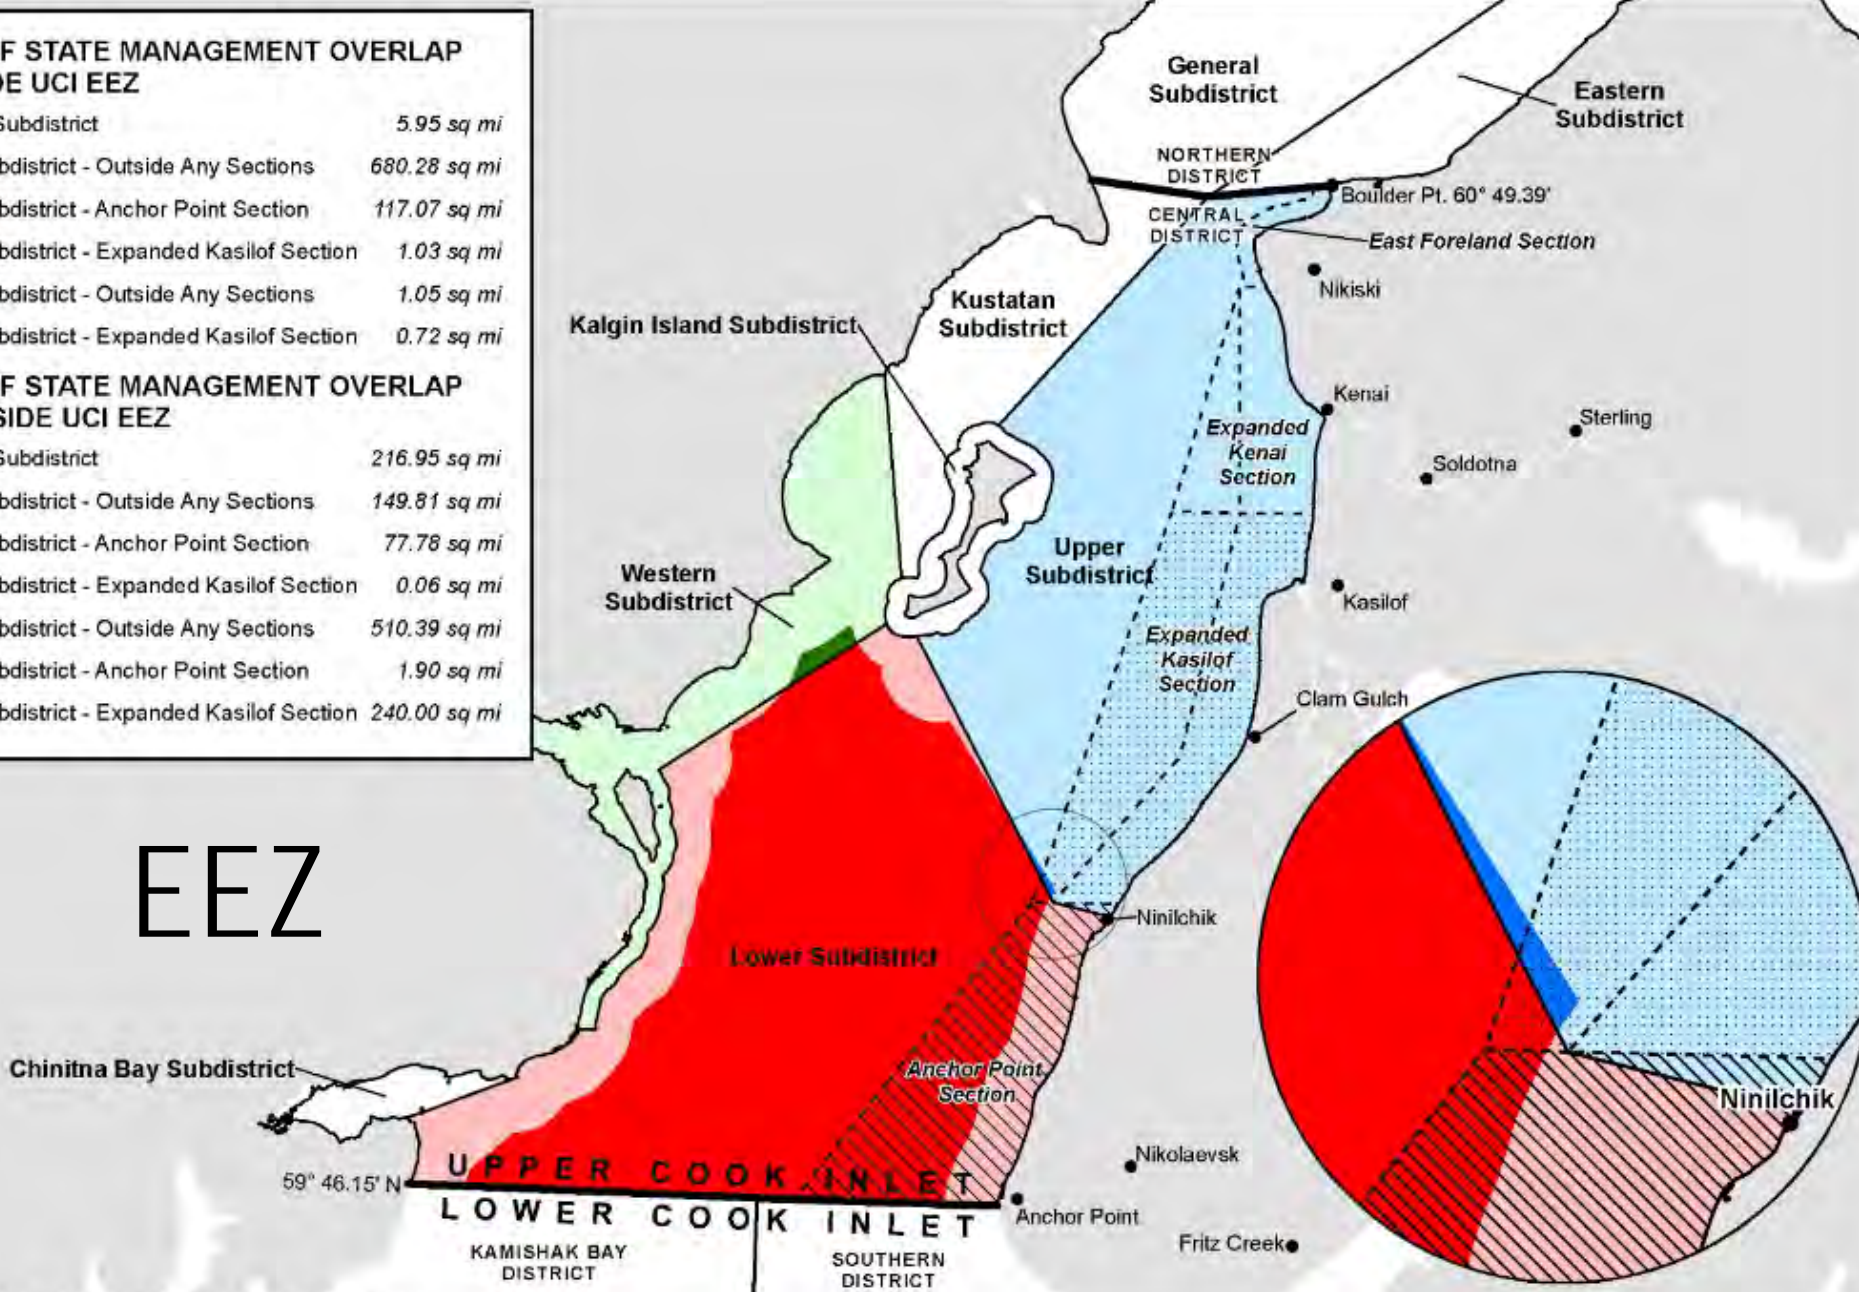 F STATE MANAGEMENT OVERLAP
DE UCI EEZ
Subdistrict 5.95 sq mi
bdistrict - Outside Any Sections 680.28 sq mi
bdistrict - Anchor Point Section 117.07 sq mi
bdistrict - Expanded Kasilof Section 1.03 sq mi
bdistrict - Outside Any Sections 1.05 sq mi
bdistrict - Expanded Kasilof Section 0.72 sq mi
F STATE MANAGEMENT OVERLAP
SIDE UCI EEZ
Subdistrict 216.95 sq mi
bdistrict - Outside Any Sections 149.81 sq mi
bdistrict - Anchor Point Section 77.78 sq mi
bdistrict - Expanded Kasilof Section 0.06 sq mi
bdistrict - Outside Any Sections 510.39 sq mi
bdistrict - Anchor Point Section 1.90 sq mi
bdistrict - Expanded Kasilof Section 240.00 sq mi
EEZ
General
Subdistrict
Eastern
Subdistrict
NORTHERN
DISTRICT
Boulder Pt. 60° 49.39'
CENTRAL
DISTRICT
East Foreland Section
Nikiski
Kustatan
Subdistrict
Kalgin Island Subdistrict
Kenai
Sterling
Expanded
Kenai
Section
Soldotna
Upper
Subdistrict
Western
Subdistrict
Kasilof
Expanded
Kasilof
Section
Clam Gulch
Ninilchik
Lower Subdistrict
Chinitna Bay Subdistrict
Anchor Point
Section
Ninilchik
59° 46.15' N
UPPER COOK INLET
LOWER COOK INLET
Nikolaevsk
Anchor Point
Fritz Creek
KAMISHAK BAY
DISTRICT
SOUTHERN
DISTRICT